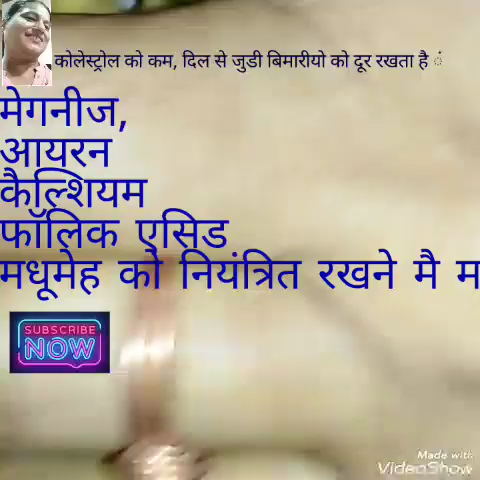 कोलेस्ट्रोल को कम, दिल से जुडी बिमारीयो को दूर रखता है ं
मेगनीज,
आयरन
कैल्शियम
फॉलिक एसिड
मधूमेह को नियंत्रित रखने मै म
SUBSCRIBE
NOW
Made with
VideoShow